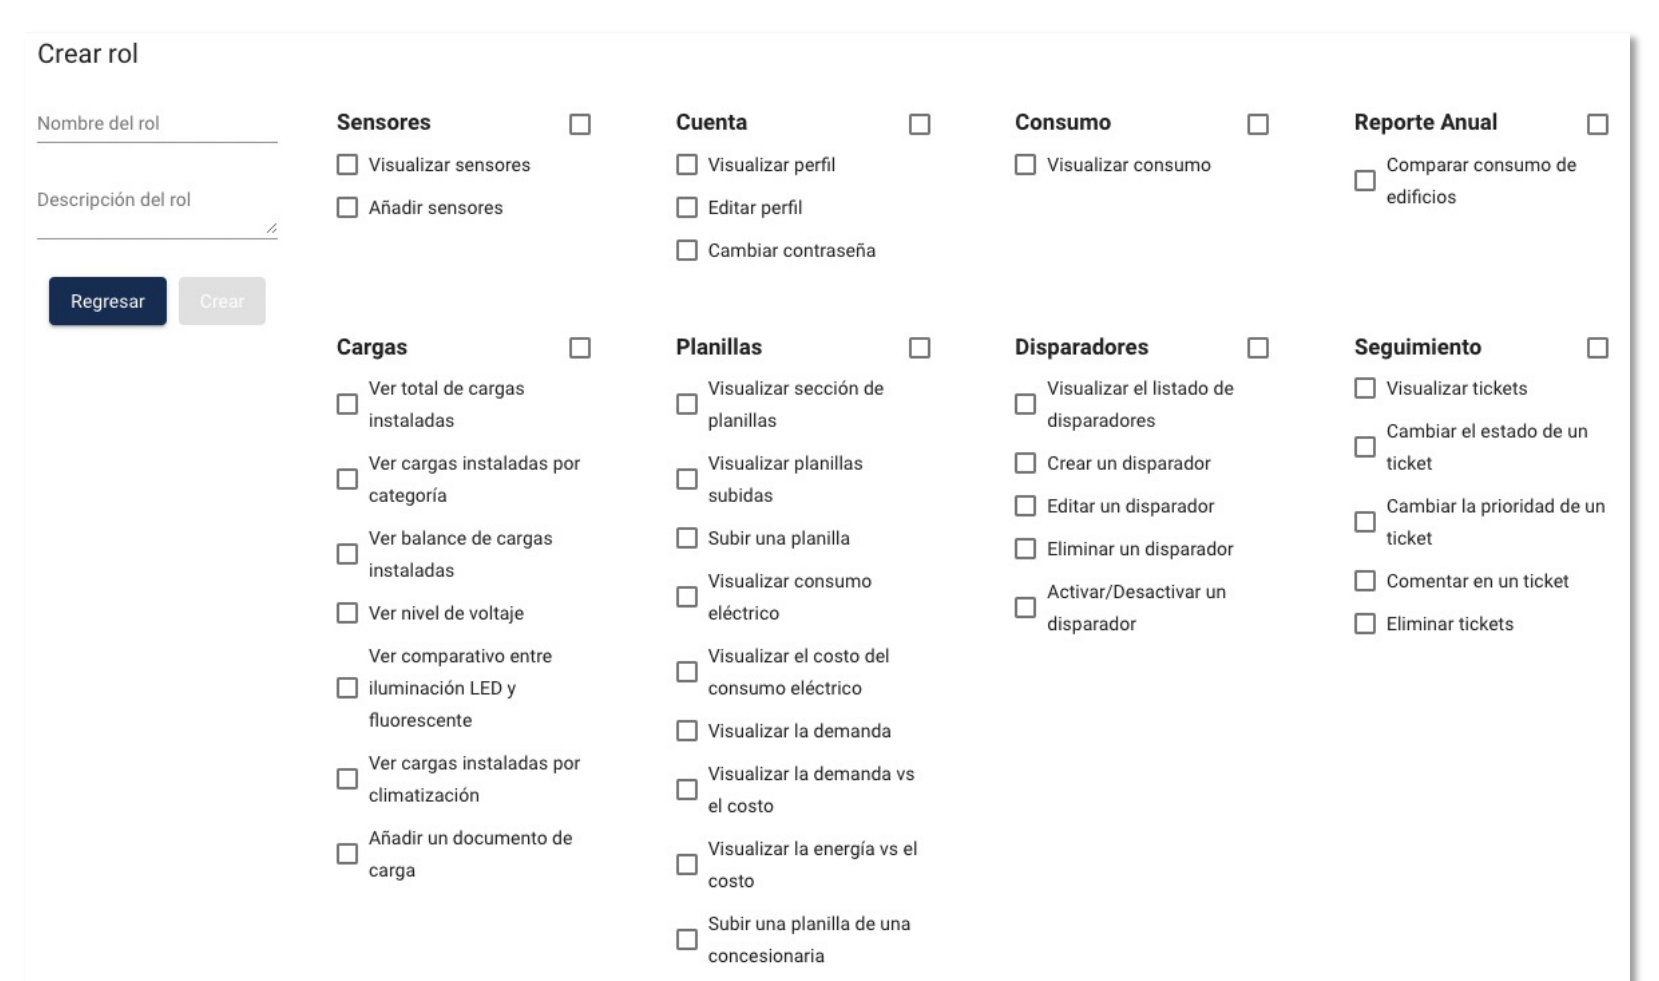 Crear rol
Nombre del rol
Descripción del rol
Regresar
Crear
Sensores
Visualizar sensores
Añadir sensores
Cuenta
Visualizar perfil
Editar perfil
Cambiar contraseña
Consumo
Visualizar consumo
Reporte Anual
Comparar consumo de
edificios
Cargas
Ver total de cargas
instaladas
Ver cargas instaladas por
categoría
Ver balance de cargas
instaladas
Ver nivel de voltaje
Ver comparativo entre
iluminación LED y
fluorescente
Ver cargas instaladas por
climatización
Añadir un documento de
carga
Planillas
Visualizar sección de
planillas
Visualizar planillas
subidas
Subir una planilla
Visualizar consumo
eléctrico
Visualizar el costo del
consumo eléctrico
Visualizar la demanda
Visualizar la demanda vs
el costo
Visualizar la energía vs el
costo
Subir una planilla de una
concesionaria
Disparadores
Visualizar el listado de
disparadores
Crear un disparador
Editar un disparador
Eliminar un disparador
Activar/Desactivar un
disparador
Seguimiento
Visualizar tickets
Cambiar el estado de un
ticket
Cambiar la prioridad de un
ticket
Comentar en un ticket
Eliminar tickets